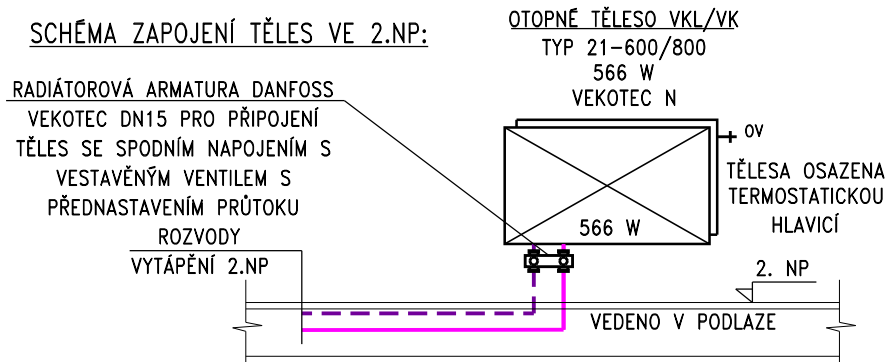 SCHÉMA ZAPOJENÍ TĚLES VE 2.NP:
RADIÁTOROVÁ ARMATURA DANFOSS
VEKOTEC DN15 PRO PŘIPOJENÍ
TĚLES SE SPODNÍM NAPOJENÍM S
VESTAVĚNÝM VENTILEM S
PŘEDNASTAVENÍM PRŮTOKU
ROZVODY
VYTÁPĚNÍ 2.NP
OTOPNÉ TĚLESO VKL/VK
TYP 21-600/800
566 W
VEKOTEC N
OV
TĚLESA OSAZENA
TERMOSTATICKOU
HLAVICÍ
566 W
2. NP
VEDENO V PODLAZE